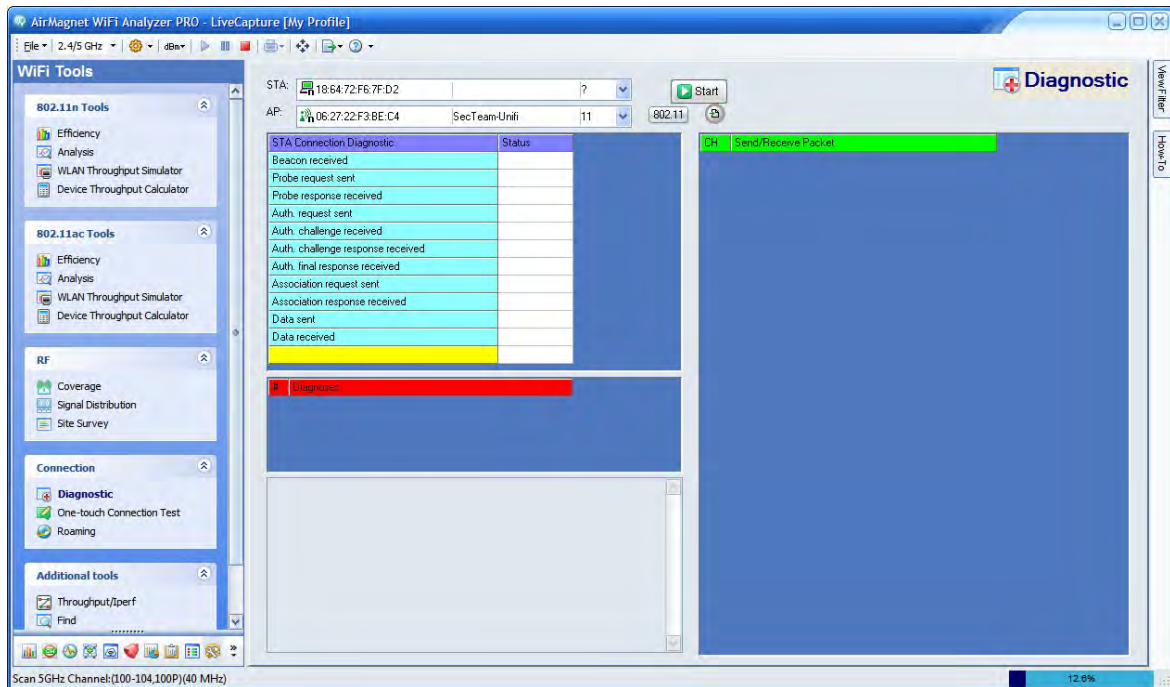 AirMagnet WiFi Analyzer PRO - LiveCapture [My Profile]
File 2.4/5 GHz dBm
WiFi Tools
802.11n Tools
Efficiency
Analysis
WLAN Throughput Simulator
Device Throughput Calculator
802.11ac Tools
Efficiency
Analysis
WLAN Throughput Simulator
Device Throughput Calculator
RF
Coverage
Signal Distribution
Site Survey
Connection
Diagnostic
One-touch Connection Test
Roaming
Additional tools
Throughput/Iperf
Find
STA: 18:64:72:F6:7F:D2 ? Start
AP: 06:27:22:F3:BE:C4 SecTeam-Unifi 11 802.11
Diagnostic
STA Connection Diagnostic Status
Beacon received
Probe request sent
Probe response received
Auth. request sent
Auth. challenge received
Auth. challenge response received
Auth. final response received
Association request sent
Association response received
Data sent
Data received
# Diagnoses
CH Send/Receive Packet
View Filter
How-To
Scan 5GHz Channel:(100-104,100P)(40 MHz)
12.6%